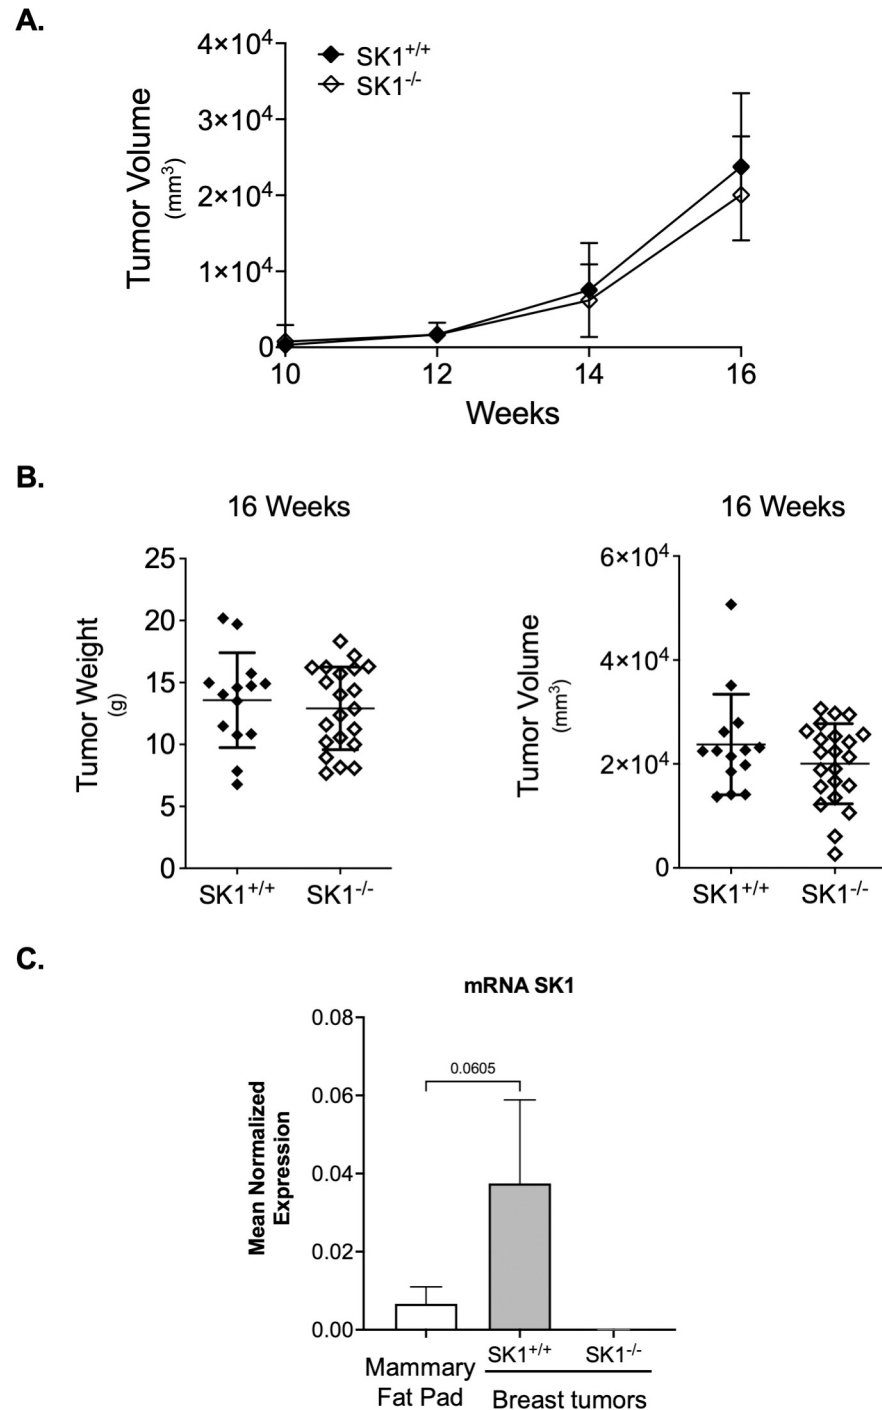 A.
4×10⁴
3×10⁴
2×10⁴
1×10⁴
0
Tumor Volume
(mm³)
SK1⁺/⁺
SK1⁻/⁻
10 12 14 16
Weeks
B.
16 Weeks
25
20
15
10
5
0
Tumor Weight
(g)
SK1⁺/⁺ SK1⁻/⁻
16 Weeks
6×10⁴
4×10⁴
2×10⁴
0
Tumor Volume
(mm³)
SK1⁺/⁺ SK1⁻/⁻
C.
mRNA SK1
0.08
0.06
0.04
0.02
0.00
Mean Normalized
Expression
0.0605
Mammary
Fat Pad
SK1⁺/⁺ SK1⁻/⁻
Breast tumors